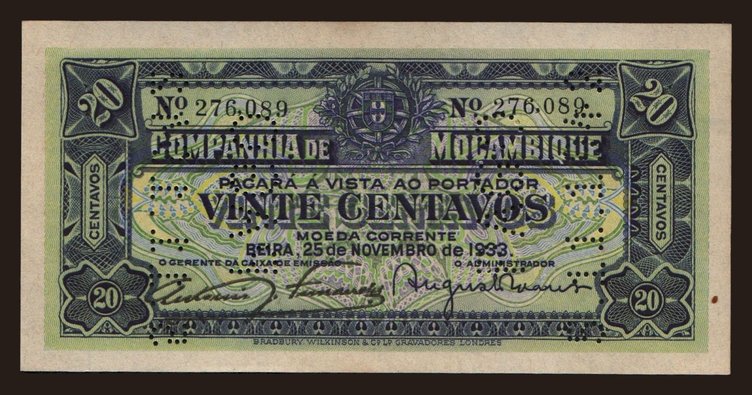 20 20
Nº 276,089 Nº 276,089
COMPANHIA DE MOÇAMBIQUE
PAGARÁ Á VISTA AO PORTADOR
VINTE CENTAVOS
MOEDA CORRENTE
BEIRA, 25 de NOVEMBRO de 1933
O GERENTE DA CAIXA DE EMISSÃO O ADMINISTRADOR
CENTAVOS CENTAVOS
20 20
BRADBURY, WILKINSON & Cº Lº GRAVADORES LONDRES